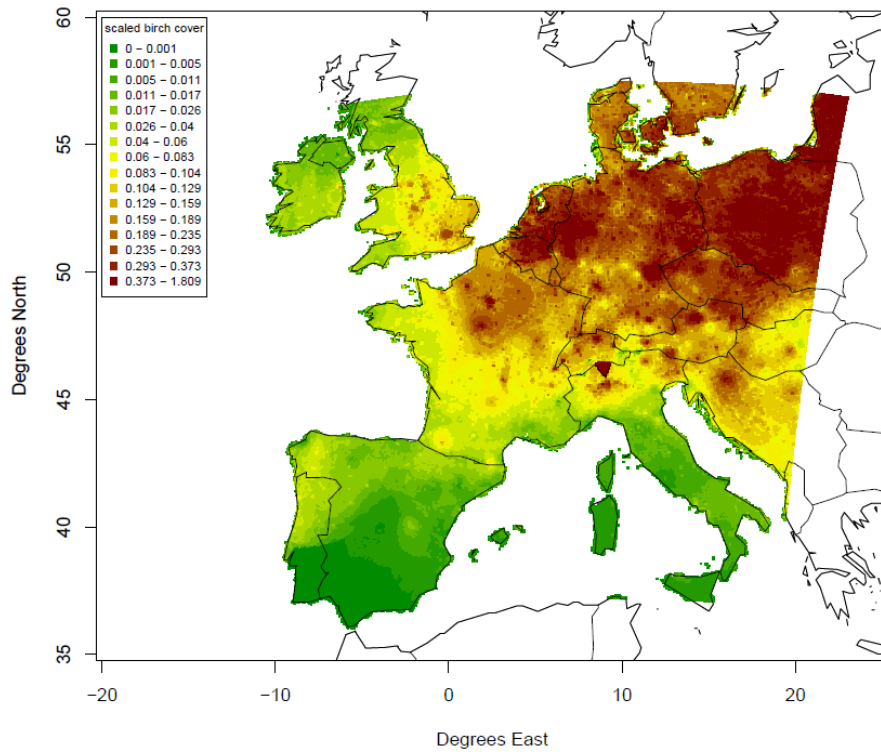 60
scaled birch cover
0 – 0.001
0.001 – 0.005
0.005 – 0.011
0.011 – 0.017
0.017 – 0.026
0.026 – 0.04
0.04 – 0.06
0.06 – 0.083
0.083 – 0.104
0.104 – 0.129
0.129 – 0.159
0.159 – 0.189
0.189 – 0.235
0.235 – 0.293
0.293 – 0.373
0.373 – 1.809
55
50
45
40
35
Degrees North
−20
−10
0
10
20
Degrees East